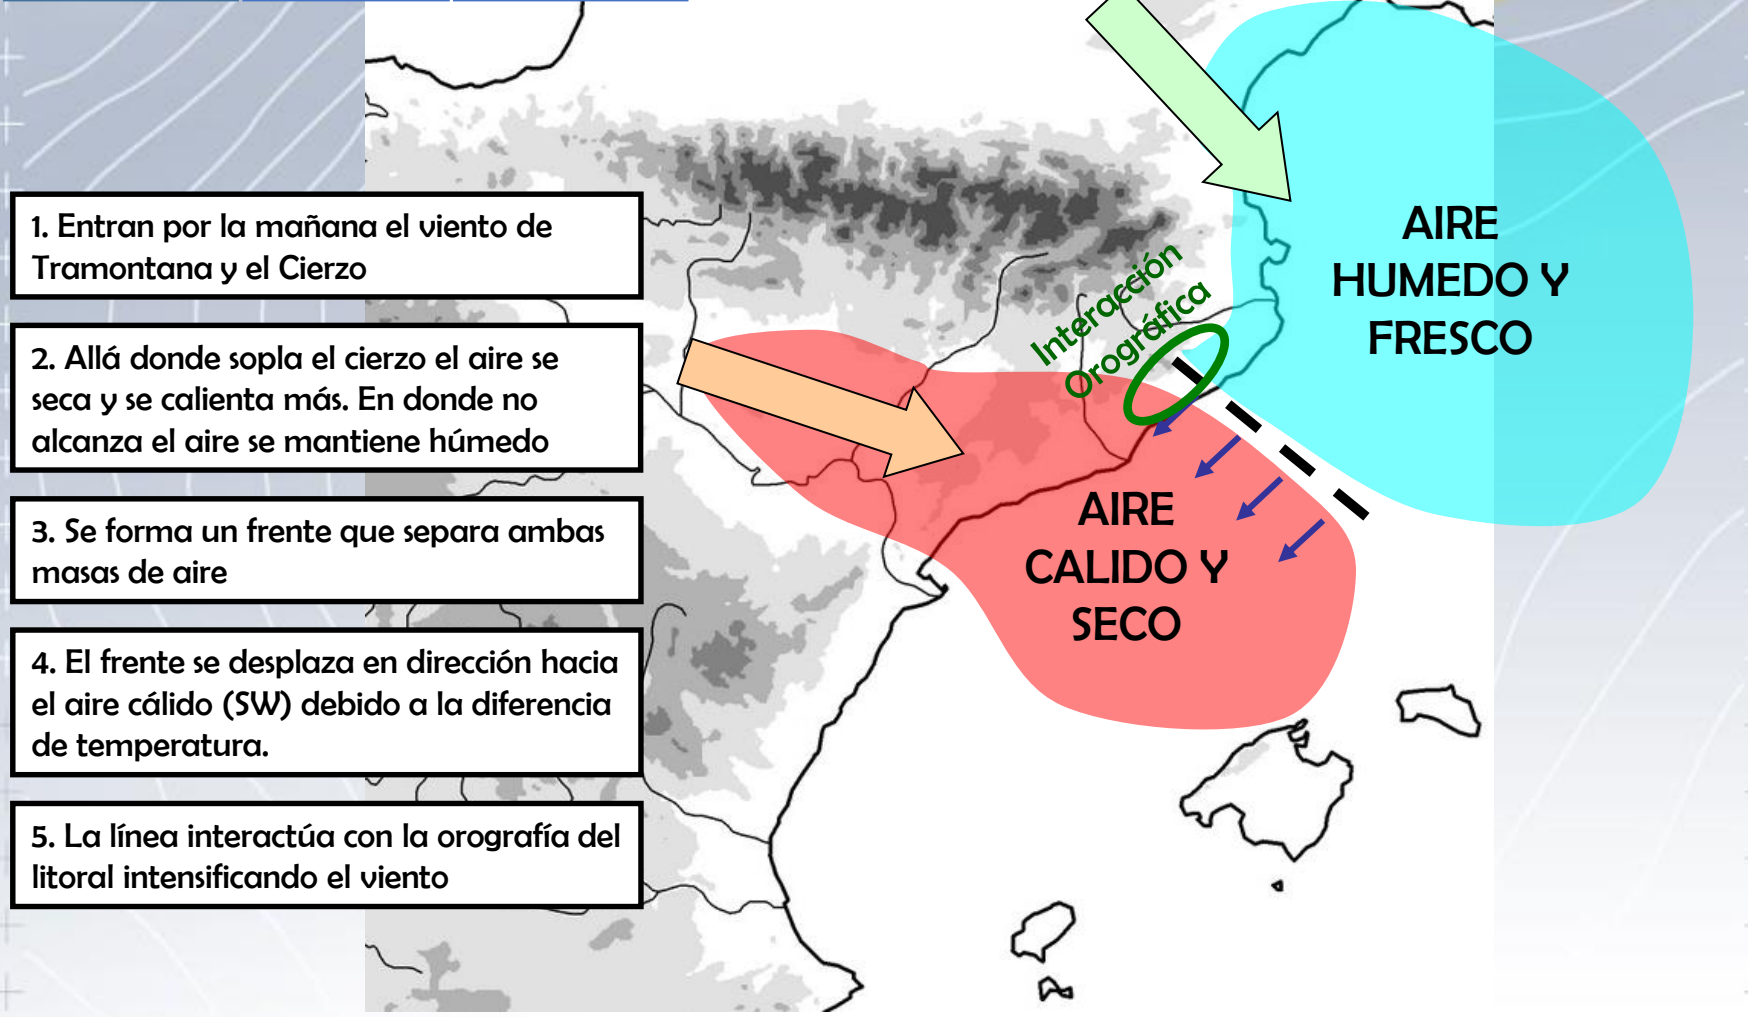 1. Entran por la mañana el viento de
Tramontana y el Cierzo
2. Allá donde sopla el cierzo el aire se
seca y se calienta más. En donde no
alcanza el aire se mantiene húmedo
3. Se forma un frente que separa ambas
masas de aire
4. El frente se desplaza en dirección hacia
el aire cálido (SW) debido a la diferencia
de temperatura.
5. La línea interactúa con la orografía del
litoral intensificando el viento
Interacción
Orográfica
AIRE
HUMEDO Y
FRESCO
AIRE
CALIDO Y
SECO